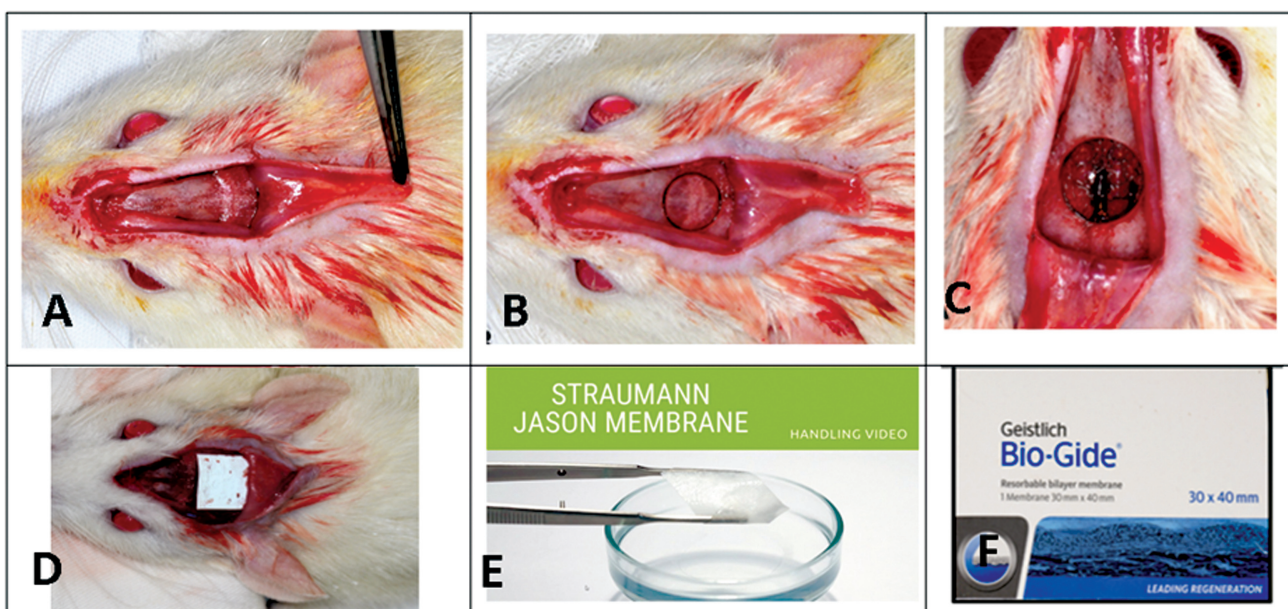 A
B
C
D
STRAUMANN
JASON MEMBRANE
HANDLING VIDEO
E
Geistlich
Bio-Gide®
Resorbable bilayer membrane
1 Membrane 30 mm x 40 mm
30 x 40 mm
F
LEADING REGENERATION